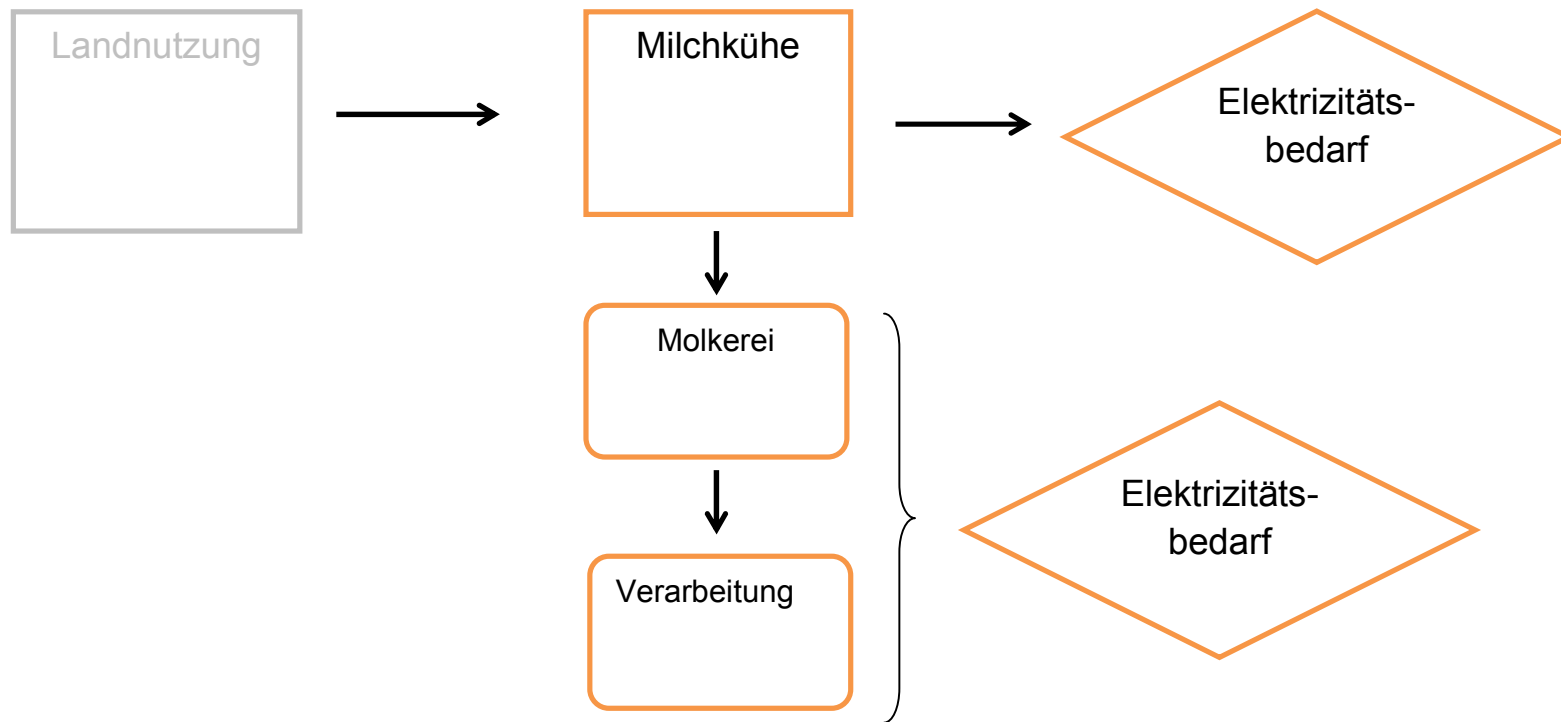 Landnutzung
Milchkühe
Elektrizitäts-
bedarf
Molkerei
Elektrizitäts-
bedarf
Verarbeitung